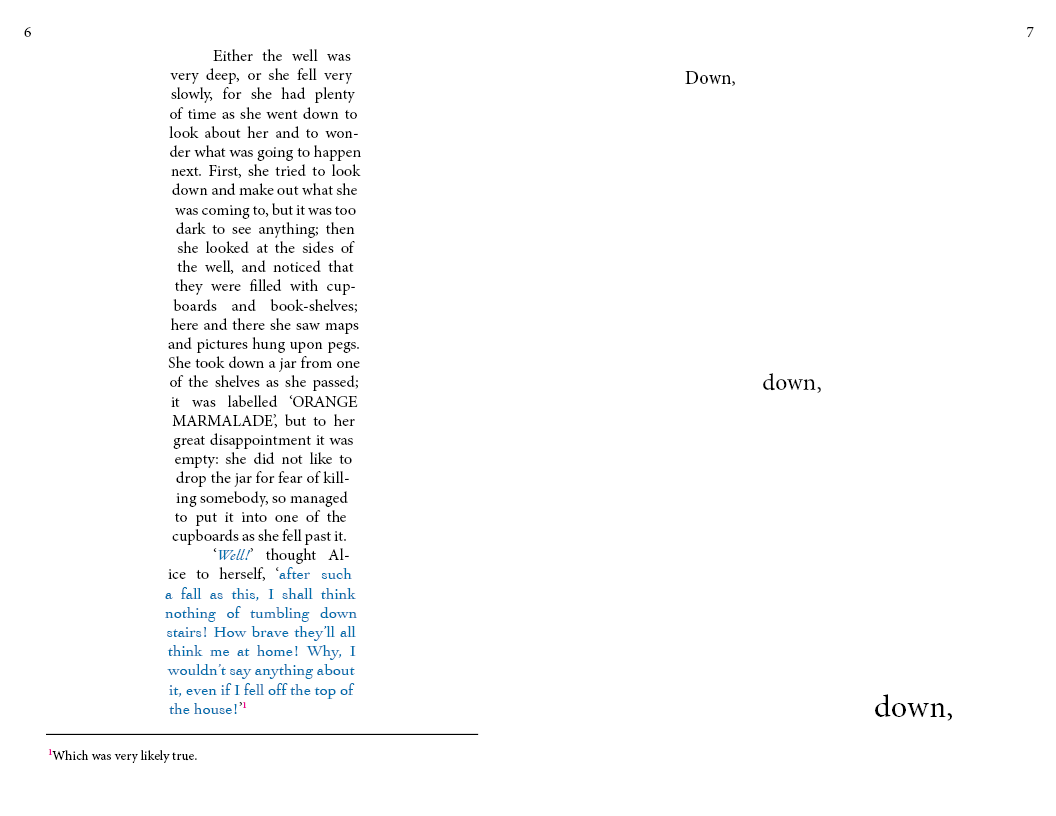 6
Either the well was
very deep, or she fell very
slowly, for she had plenty
of time as she went down to
look about her and to won-
der what was going to happen
next. First, she tried to look
down and make out what she
was coming to, but it was too
dark to see anything; then
she looked at the sides of
the well, and noticed that
they were filled with cup-
boards and book-shelves;
here and there she saw maps
and pictures hung upon pegs.
She took down a jar from one
of the shelves as she passed;
it was labelled ‘ORANGE
MARMALADE’, but to her
great disappointment it was
empty: she did not like to
drop the jar for fear of kill-
ing somebody, so managed
to put it into one of the
cupboards as she fell past it.
‘Well!’ thought Al-
ice to herself, ‘after such
a fall as this, I shall think
nothing of tumbling down
stairs! How brave they’ll all
think me at home! Why, I
wouldn’t say anything about
it, even if I fell off the top of
the house!’1
1Which was very likely true.
7
Down,
down,
down,